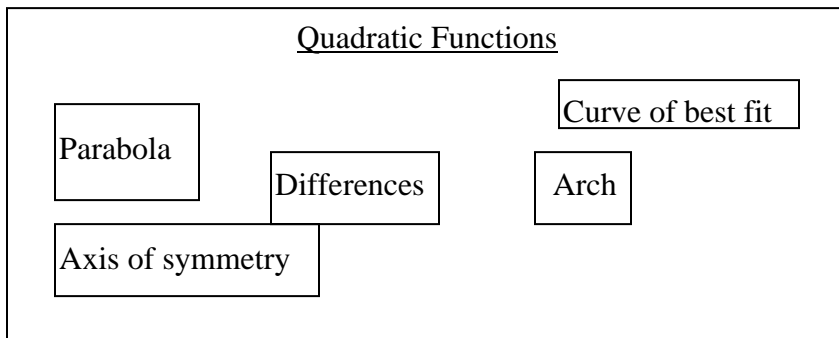 Quadratic Functions
Curve of best fit
Parabola
Differences
Arch
Axis of symmetry